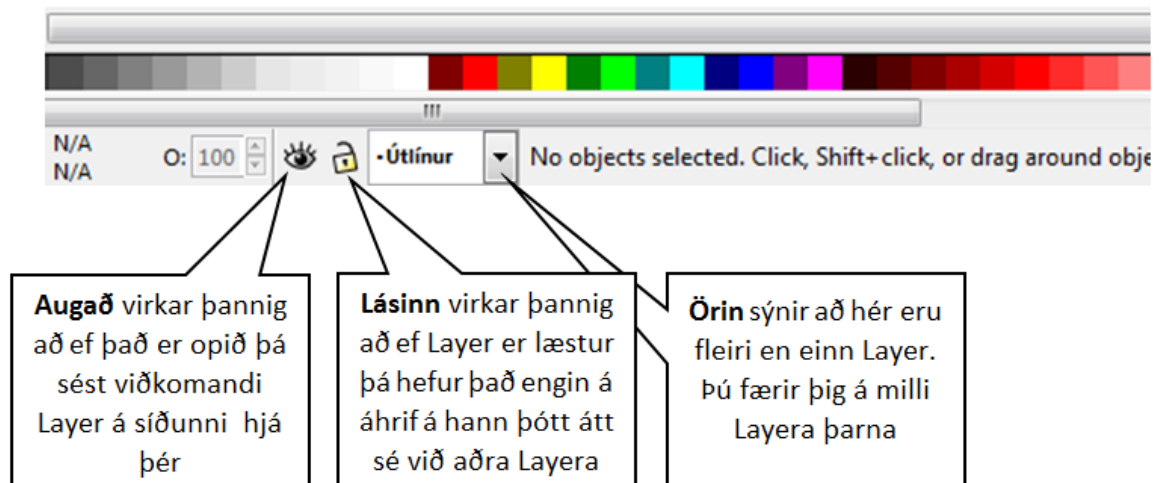 N/A
N/A
O: 100
-Útlínur
No objects selected. Click, Shift+click, or drag around obje
Augað virkar þannig
að ef það er opið þá
sést viðkomandi
Layer á síðunni hjá
þér
Lásinn virkar þannig
að ef Layer er læstur
þá hefur það engin á
áhrif á hann þótt átt
sé við aðra Layera
Örin sýnir að hér eru
fleiri en einn Layer.
Þú færir þig á milli
Layera þarna